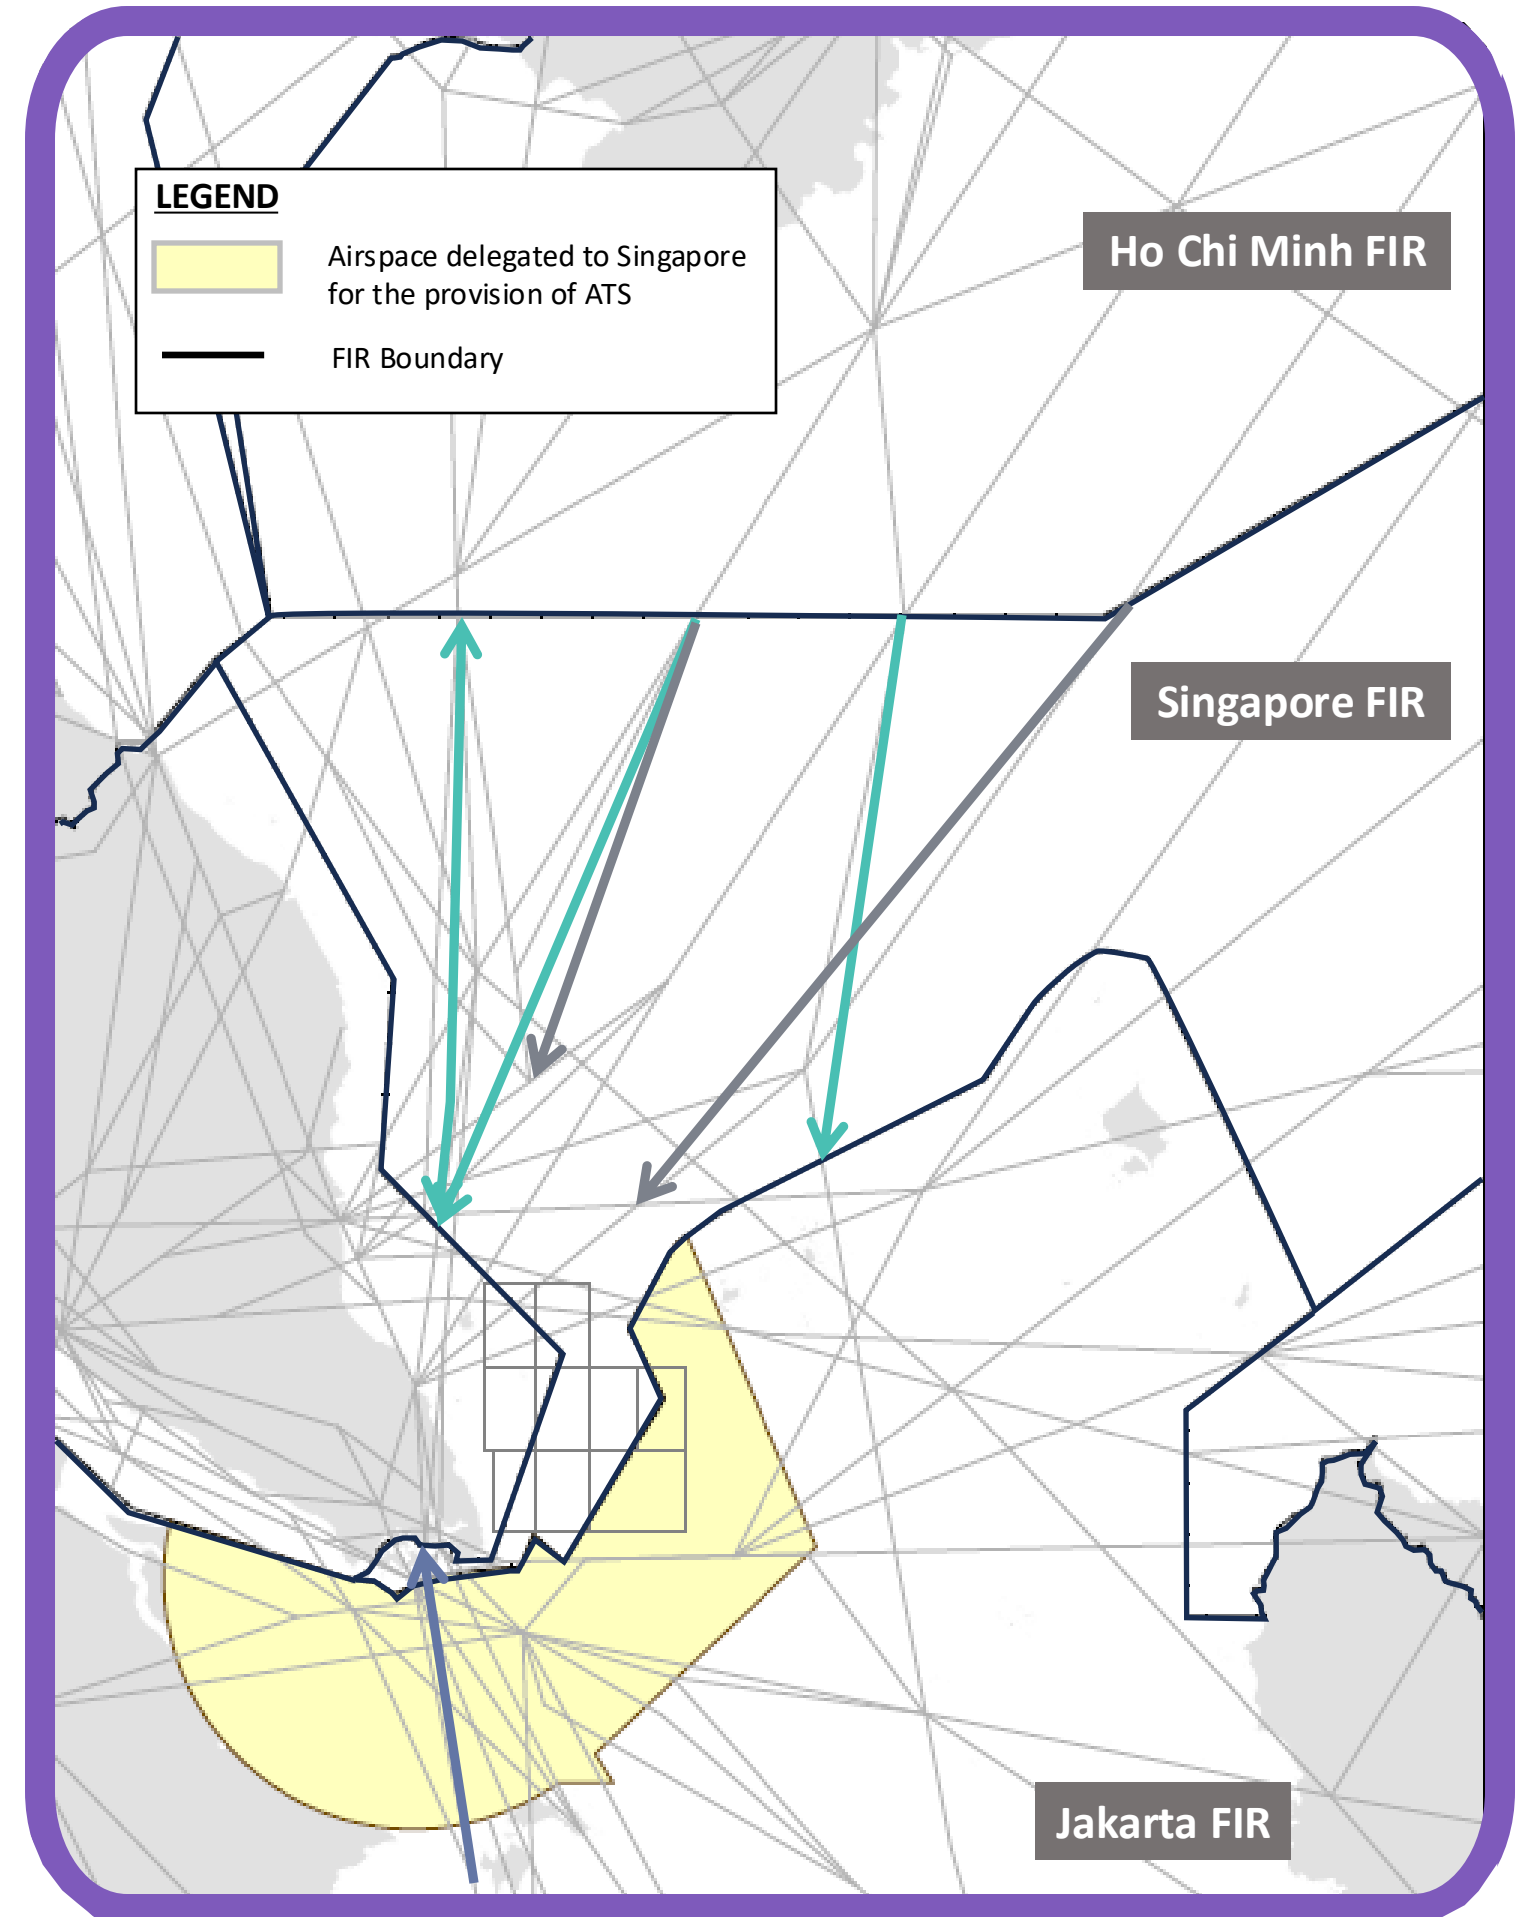 LEGEND
Airspace delegated to Singapore
for the provision of ATS
FIR Boundary
Ho Chi Minh FIR
Singapore FIR
Jakarta FIR